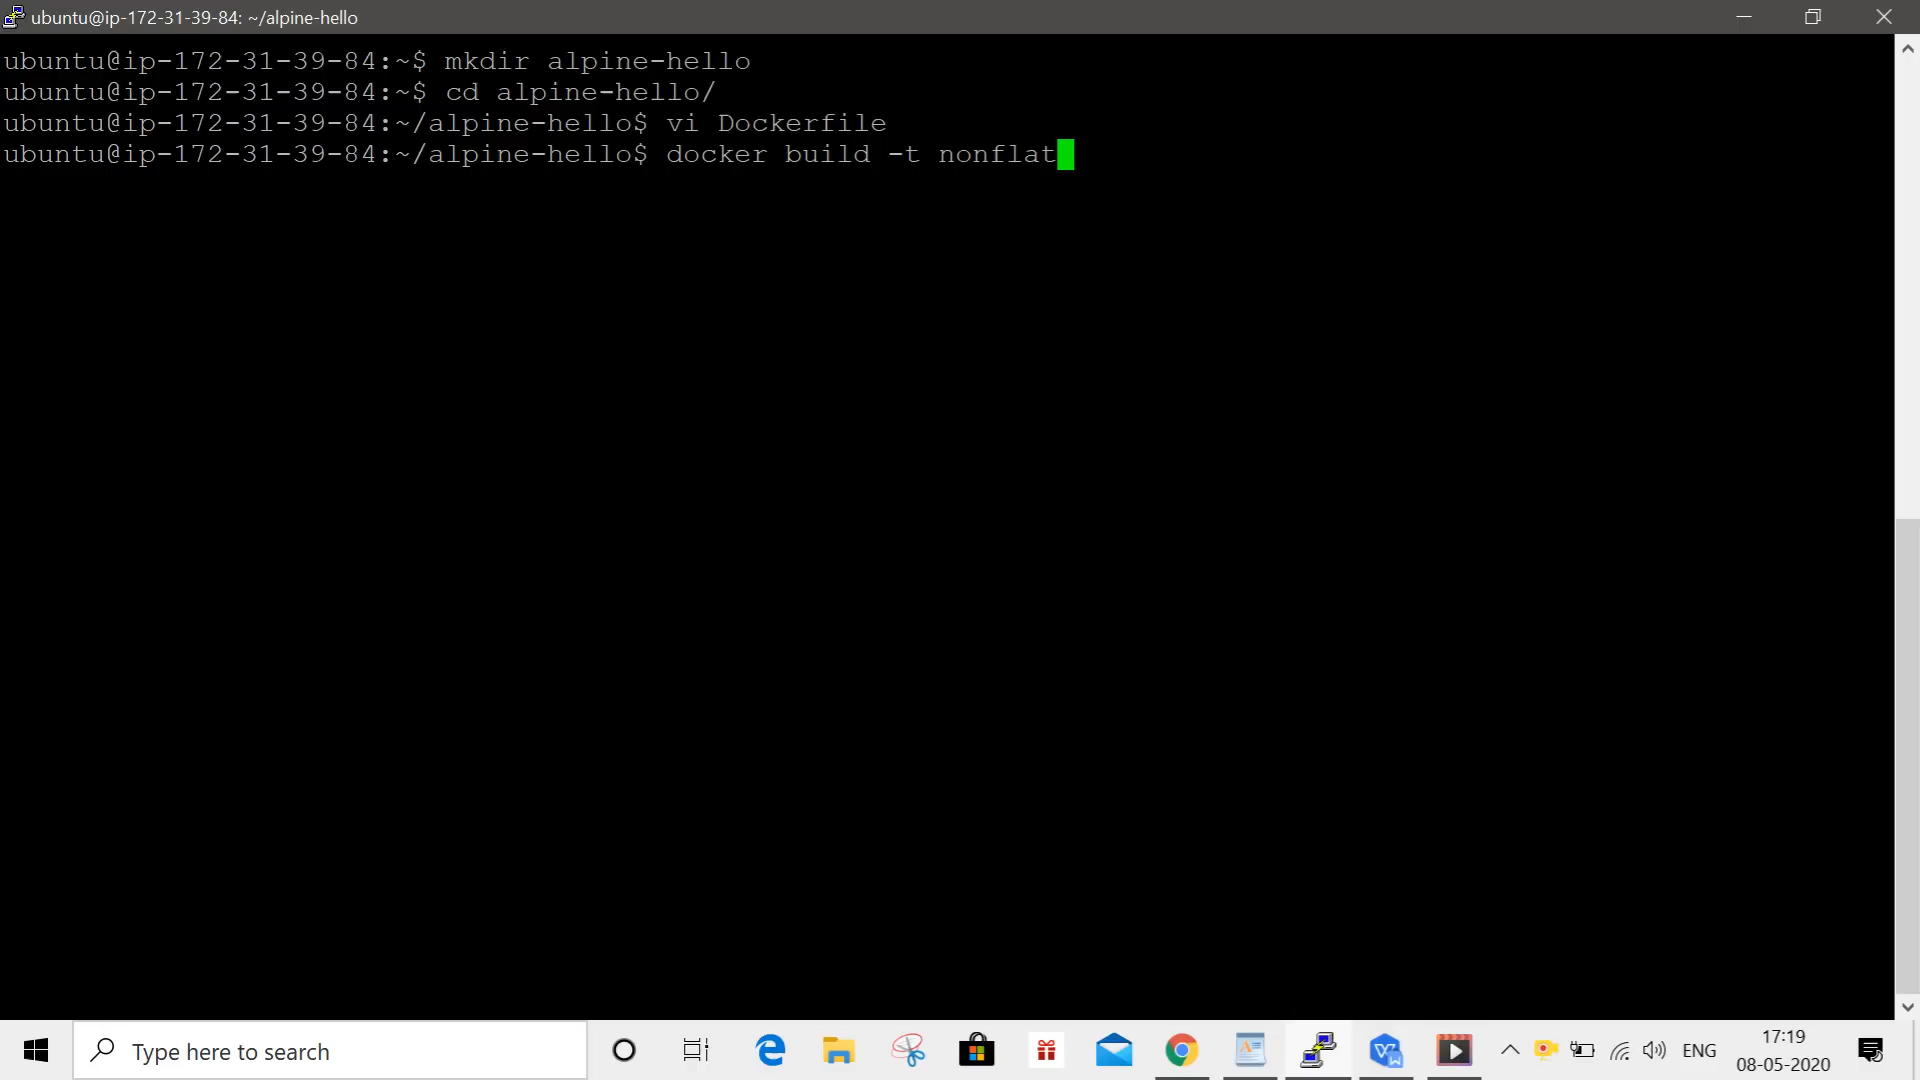 ubuntu@ip-172-31-39-84: ~/alpine-hello
ubuntu@ip-172-31-39-84:~$ mkdir alpine-hello
ubuntu@ip-172-31-39-84:~$ cd alpine-hello/
ubuntu@ip-172-31-39-84:~/alpine-hello$ vi Dockerfile
ubuntu@ip-172-31-39-84:~/alpine-hello$ docker build -t nonflat
Type here to search
ENG
17:19
08-05-2020